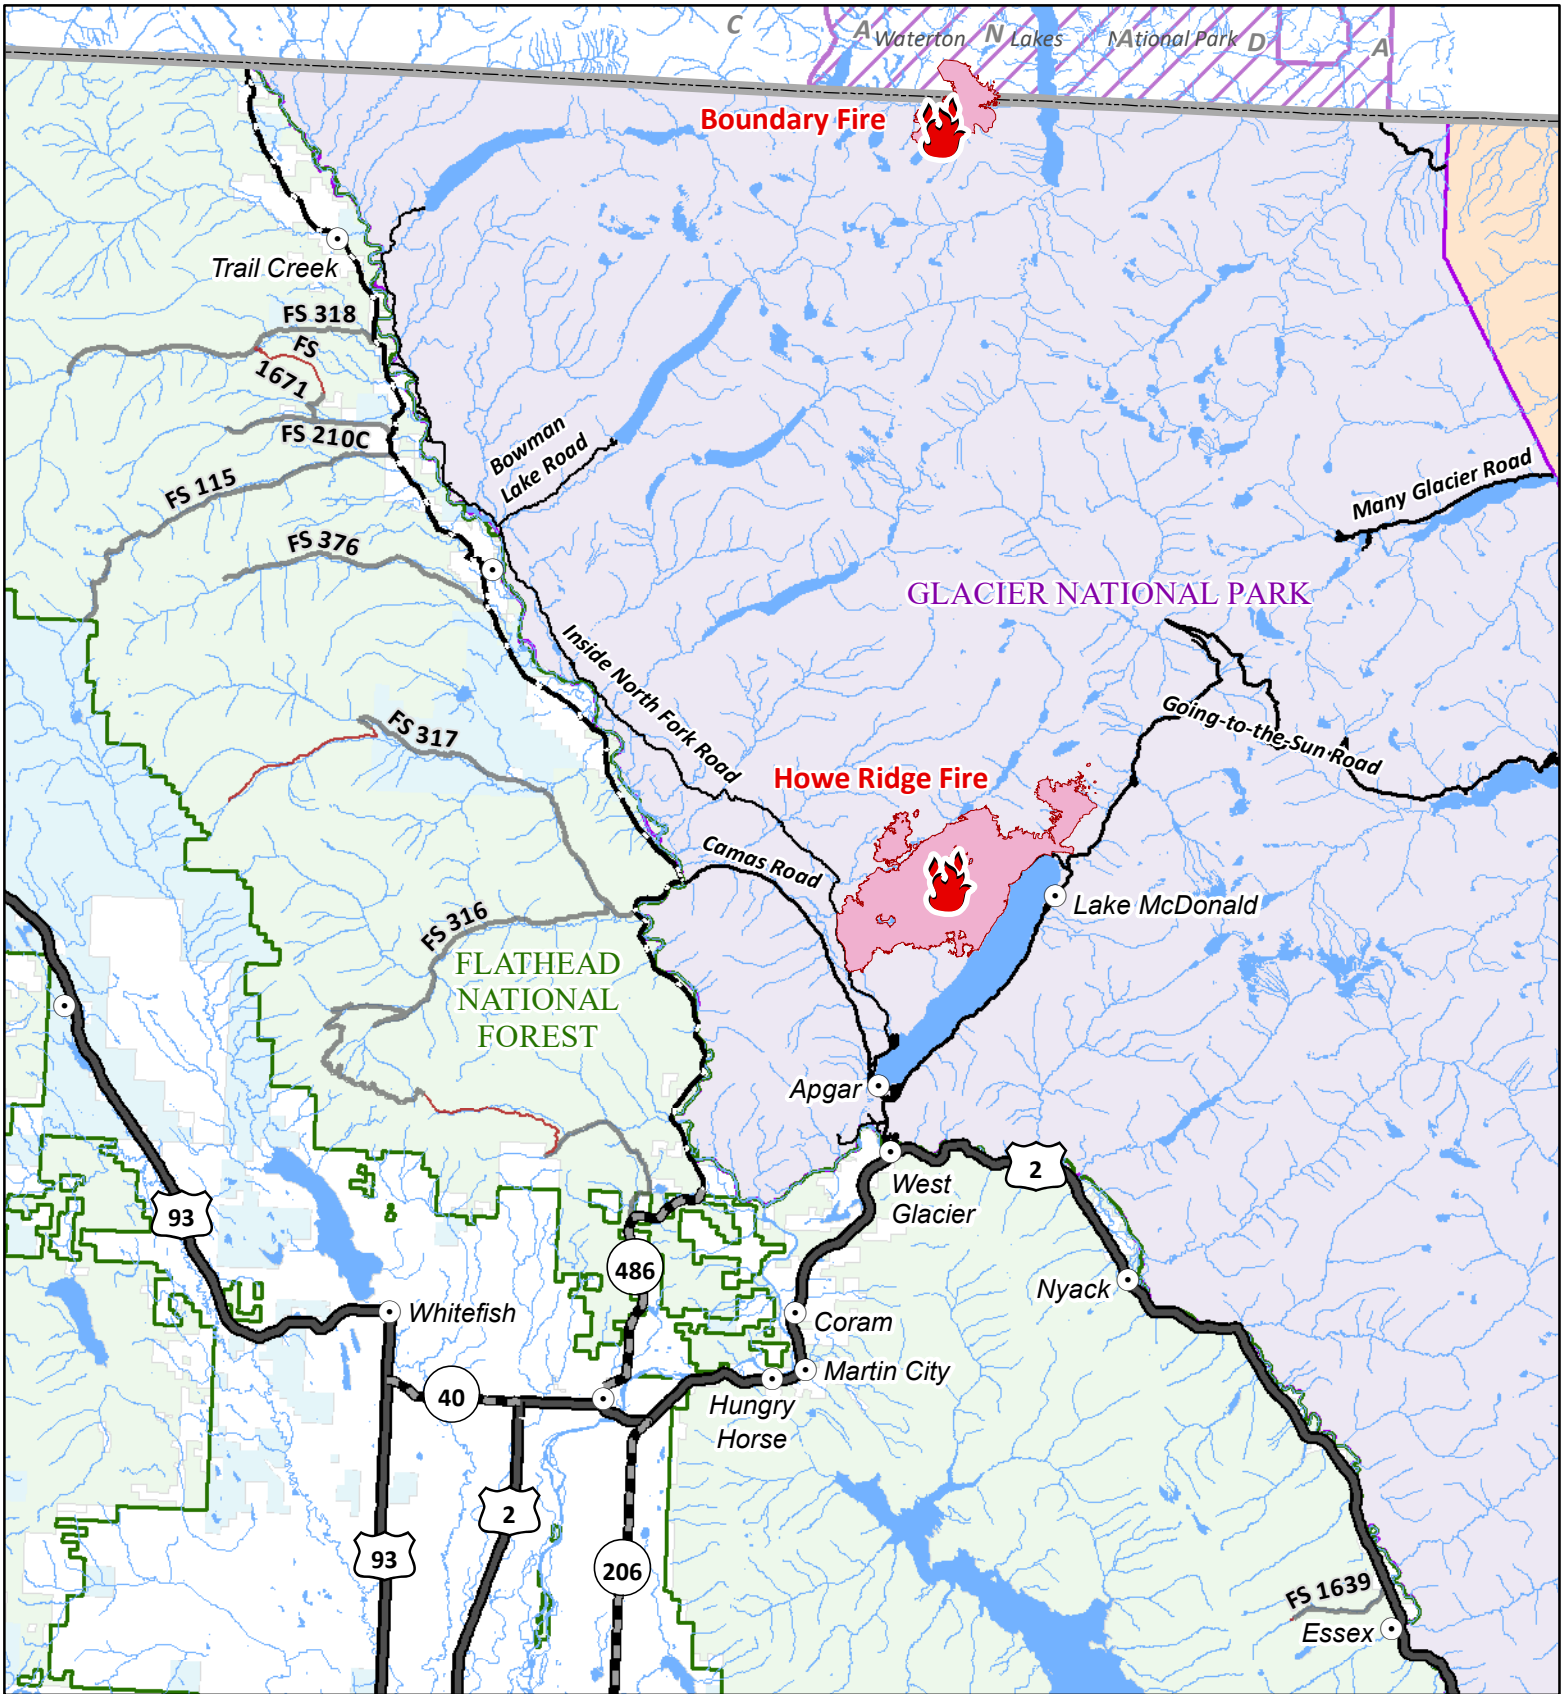 C A N A D A
Waterton Lakes National Park
Boundary Fire
Trail Creek
FS 318
FS
1671
FS 210C
FS 115
Bowman
Lake Road
Many Glacier Road
FS 376
GLACIER NATIONAL PARK
Inside North Fork Road
Going-to-the-Sun Road
FS 317
Howe Ridge Fire
Camas Road
Lake McDonald
FS 316
FLATHEAD
NATIONAL
FOREST
Apgar
2
West
Glacier
93
486
Nyack
Whitefish
Coram
Martin City
40
Hungry
Horse
2
93
206
FS 1639
Essex